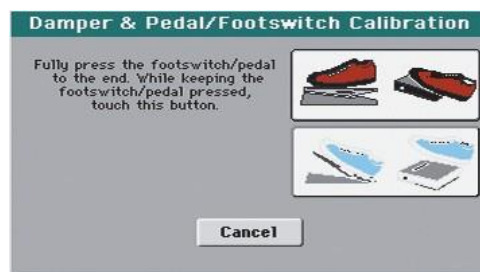 Damper & Pedal/Footswitch Calibration
Fully press the footswitch/pedal
to the end. While keeping the
footswitch/pedal pressed,
touch this button.
Cancel